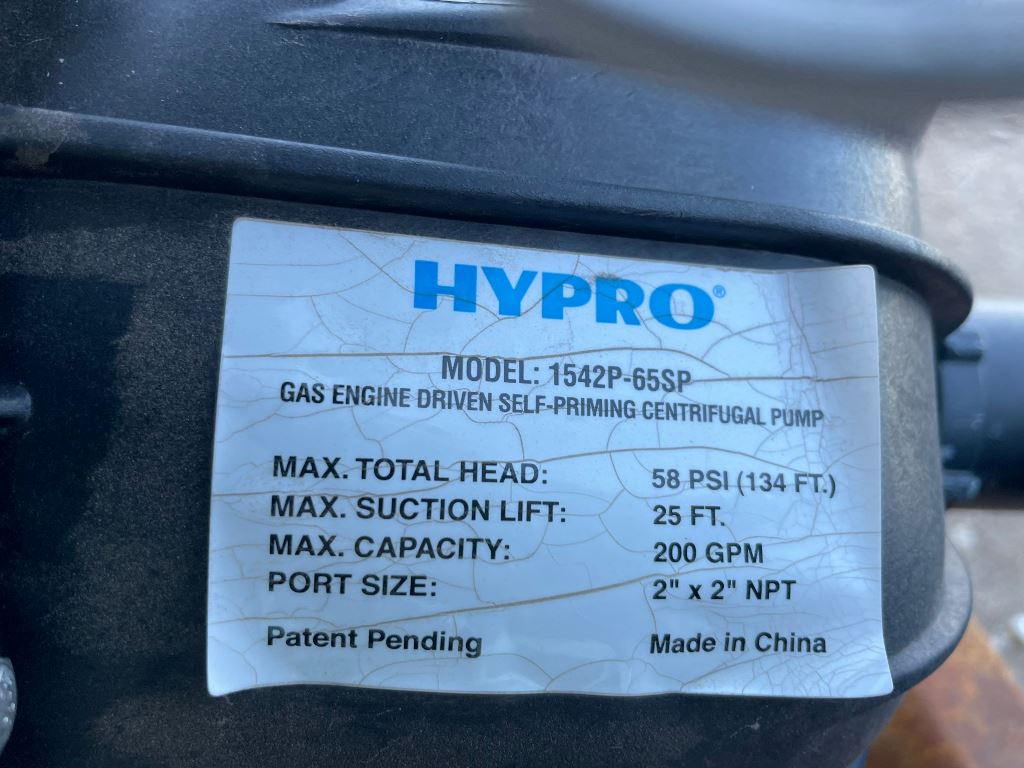 HYPRO®
MODEL: 1542P-65SP
GAS ENGINE DRIVEN SELF-PRIMING CENTRIFUGAL PUMP
MAX. TOTAL HEAD: 58 PSI (134 FT.)
MAX. SUCTION LIFT: 25 FT.
MAX. CAPACITY: 200 GPM
PORT SIZE: 2" x 2" NPT
Patent Pending Made in China